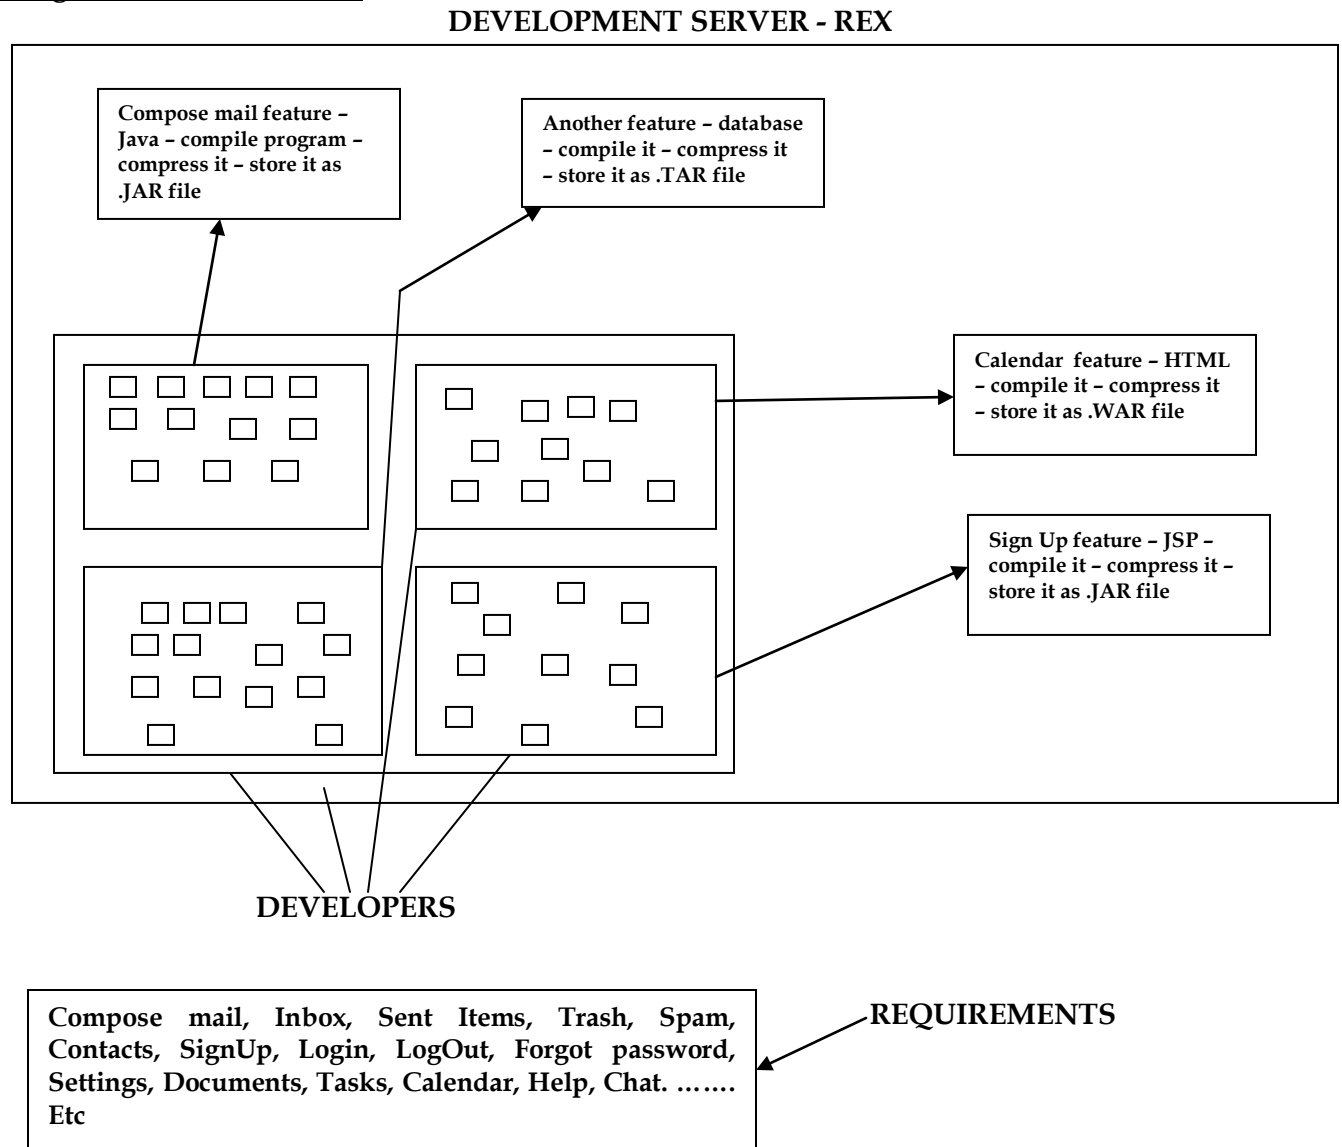 DEVELOPMENT SERVER - REX
Compose mail feature –
Java – compile program –
compress it – store it as
.JAR file
Another feature – database
– compile it – compress it
– store it as .TAR file
Calendar feature – HTML
– compile it – compress it
– store it as .WAR file
Sign Up feature – JSP –
compile it – compress it –
store it as .JAR file
DEVELOPERS
REQUIREMENTS
Compose mail, Inbox, Sent Items, Trash, Spam,
Contacts, SignUp, Login, LogOut, Forgot password,
Settings, Documents, Tasks, Calendar, Help, Chat. …….
Etc